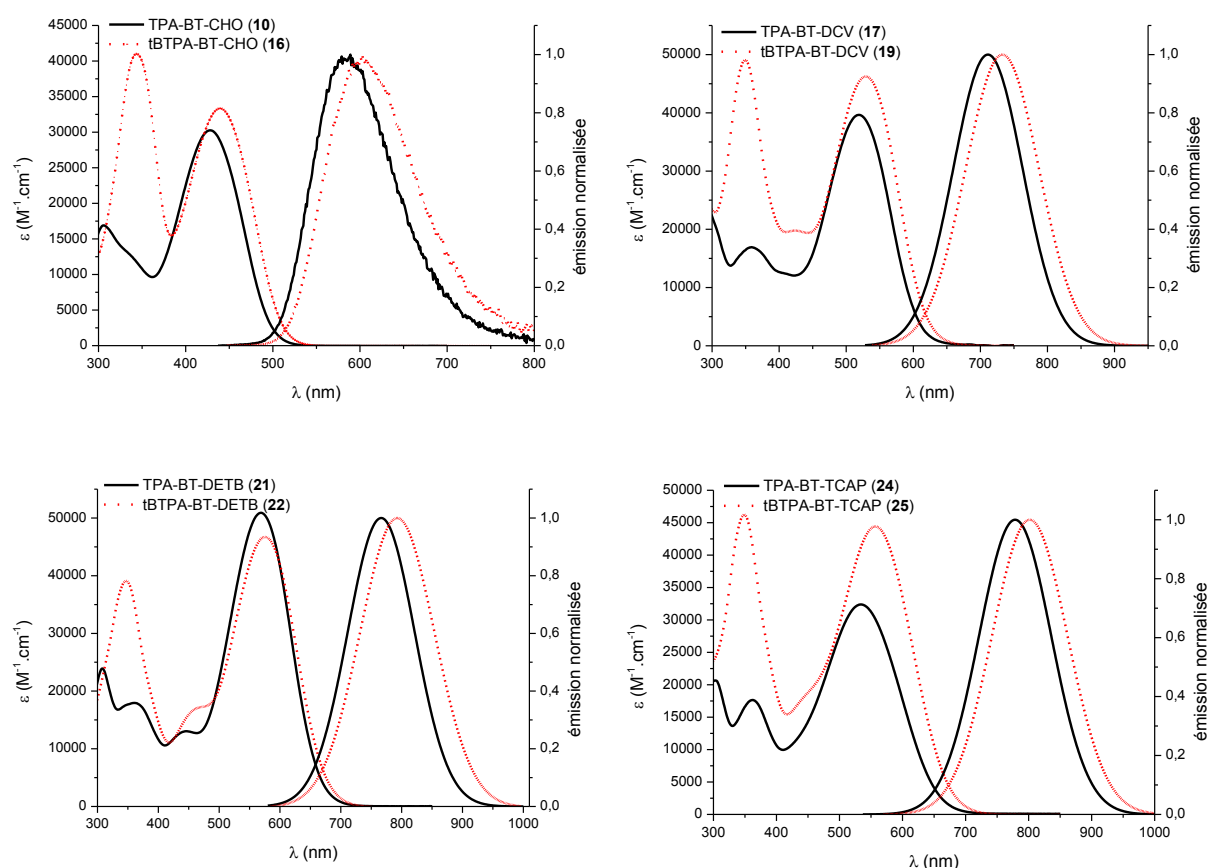 TPA-BT-CHO (10)
tBTPA-BT-CHO (16)
45000
40000
35000
30000
25000
20000
15000
10000
5000
0
ε (M⁻¹.cm⁻¹)
1,0
0,8
0,6
0,4
0,2
0,0
émission normalisée
300 400 500 600 700 800
λ (nm)
TPA-BT-DCV (17)
tBTPA-BT-DCV (19)
50000
40000
30000
20000
10000
0
ε (M⁻¹.cm⁻¹)
1,0
0,8
0,6
0,4
0,2
0,0
émission normalisée
300 400 500 600 700 800 900
λ (nm)
TPA-BT-DETB (21)
tBTPA-BT-DETB (22)
50000
40000
30000
20000
10000
0
ε (M⁻¹.cm⁻¹)
1,0
0,8
0,6
0,4
0,2
0,0
émission normalisée
300 400 500 600 700 800 900 1000
λ (nm)
TPA-BT-TCAP (24)
tBTPA-BT-TCAP (25)
50000
45000
40000
35000
30000
25000
20000
15000
10000
5000
0
ε (M⁻¹.cm⁻¹)
1,0
0,8
0,6
0,4
0,2
0,0
émission normalisée
300 400 500 600 700 800 900 1000
λ (nm)